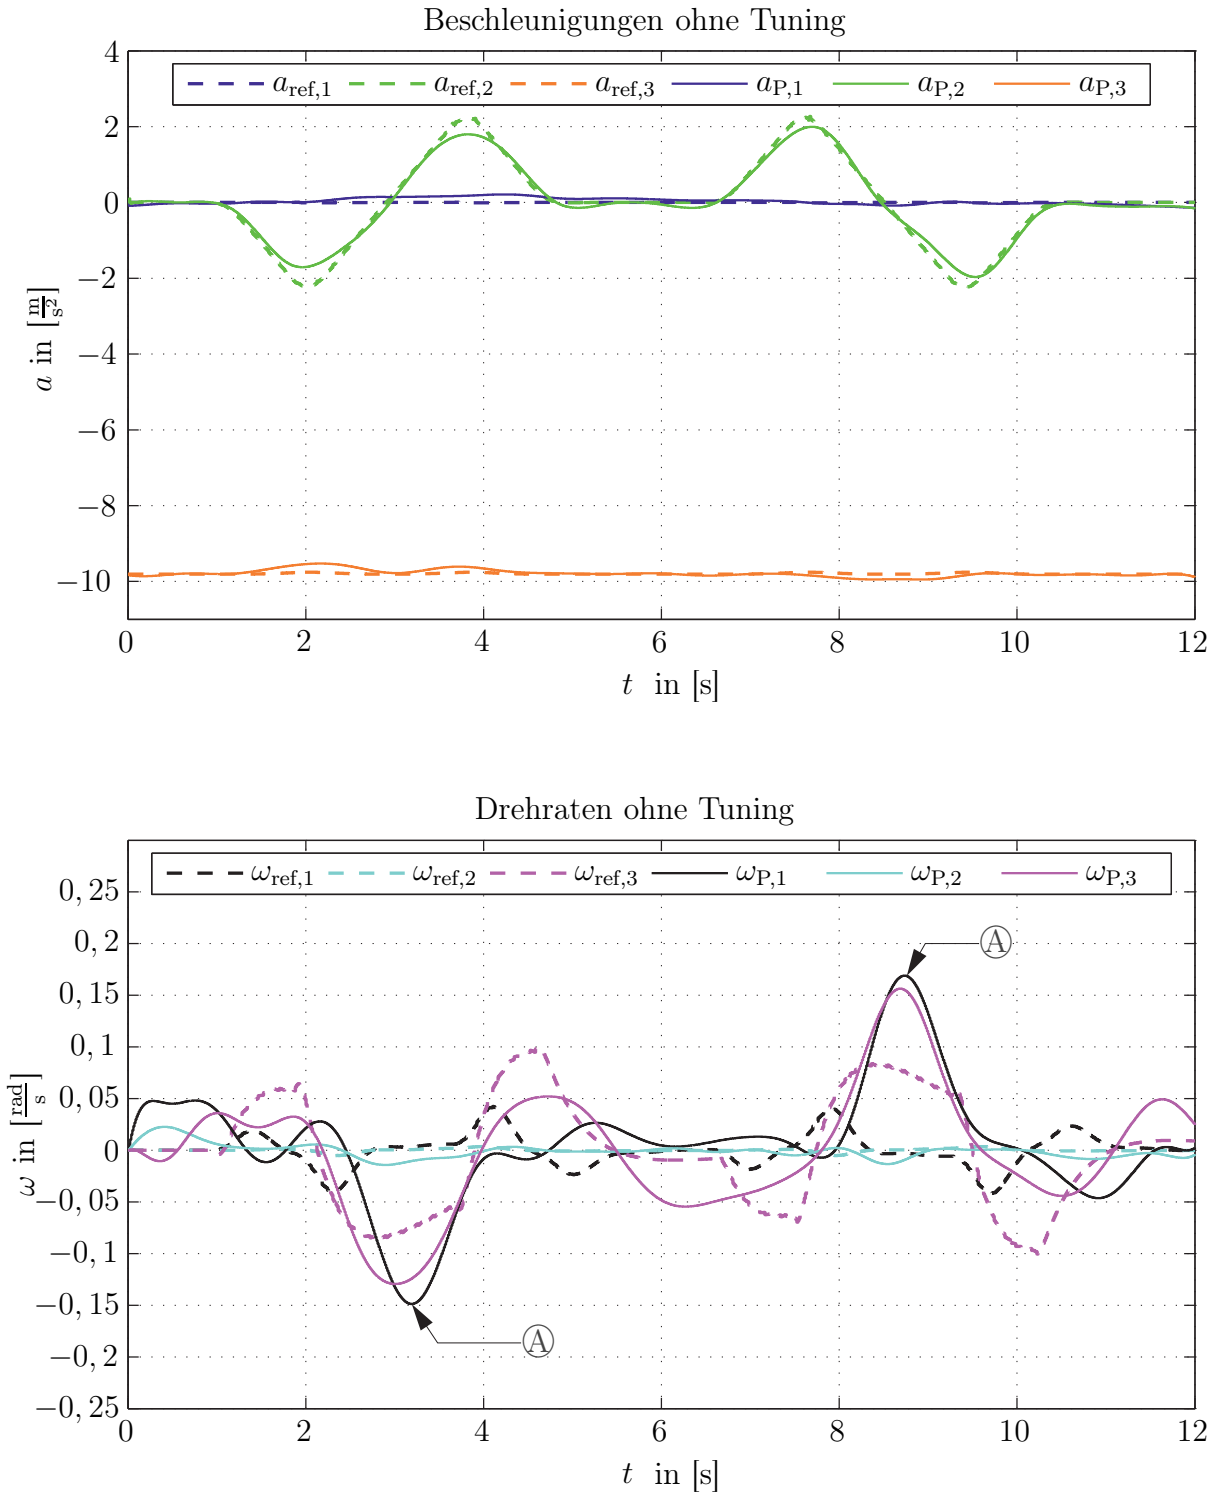 Beschleunigungen ohne Tuning
a_ref,1 a_ref,2 a_ref,3 a_P,1 a_P,2 a_P,3
4
2
0
−2
−4
−6
−8
−10
a in [m/s²]
0 2 4 6 8 10 12
t in [s]
Drehraten ohne Tuning
ω_ref,1 ω_ref,2 ω_ref,3 ω_P,1 ω_P,2 ω_P,3
0,25
0,2
Ⓐ
0,15
0,1
0,05
0
−0,05
−0,1
−0,15
Ⓐ
−0,2
−0,25
ω in [rad/s]
0 2 4 6 8 10 12
t in [s]